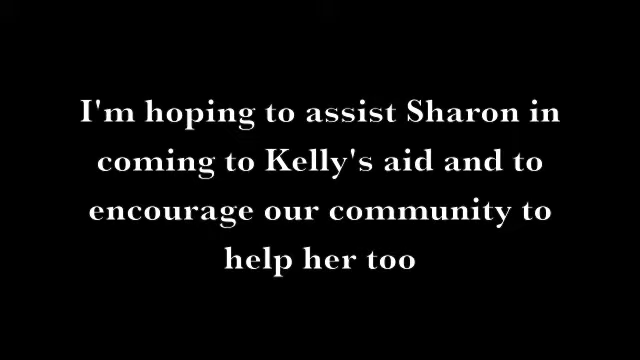 I'm hoping to assist Sharon in
coming to Kelly's aid and to
encourage our community to
help her too